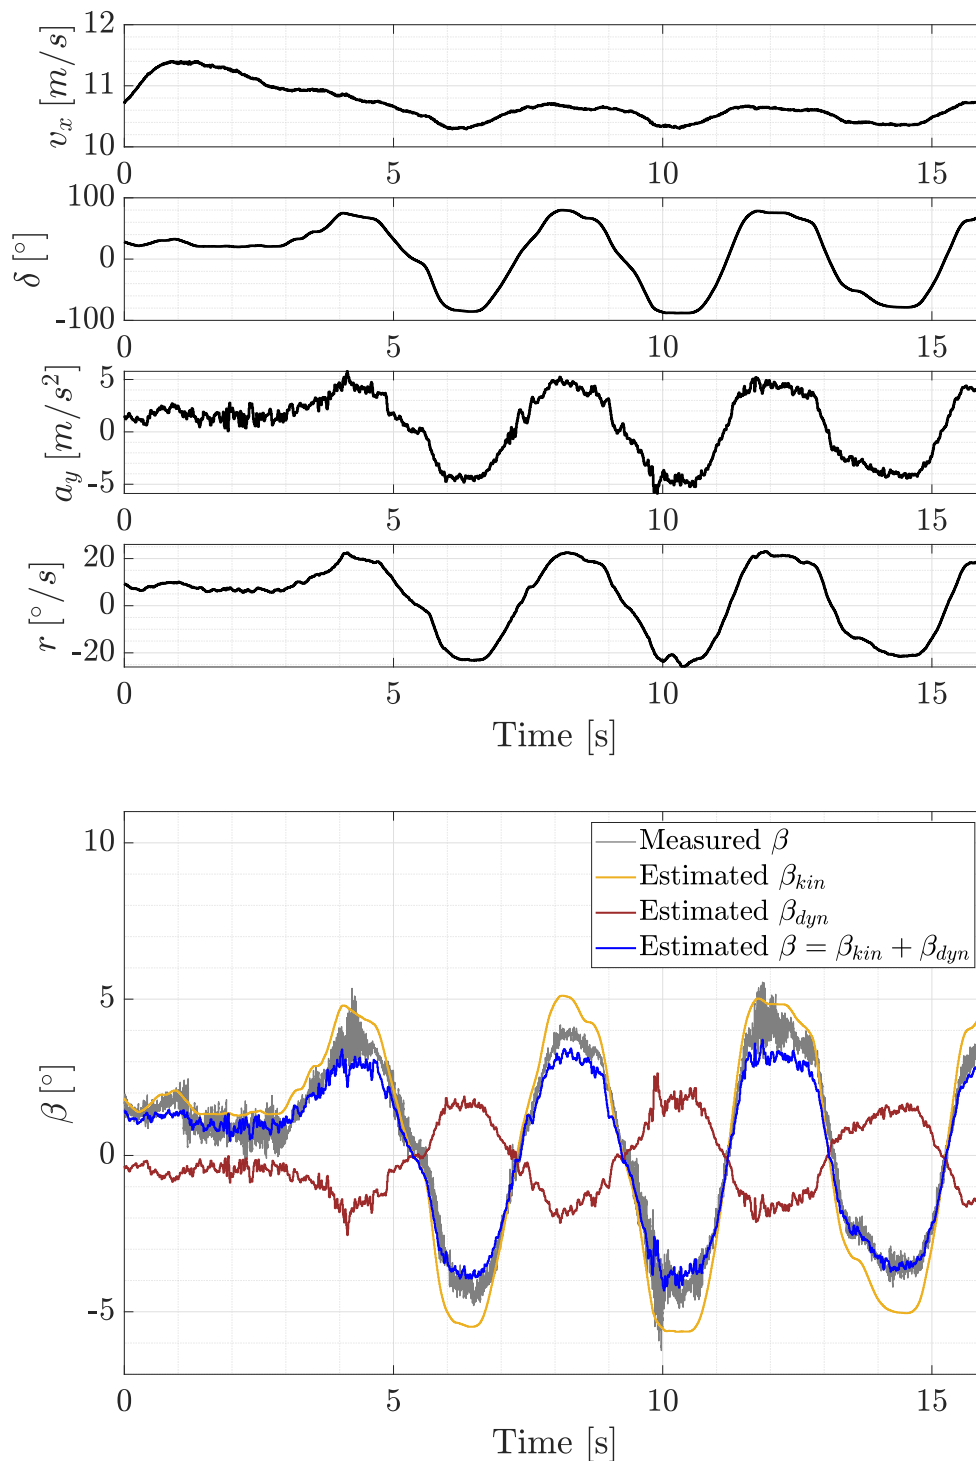 12
11
10
v_x [m/s]
0 5 10 15
100
0
-100
δ [°]
0 5 10 15
5
0
-5
a_y [m/s²]
0 5 10 15
20
0
-20
r [°/s]
0 5 10 15
Time [s]
10
5
0
-5
β [°]
Measured β
Estimated β_kin
Estimated β_dyn
Estimated β = β_kin + β_dyn
0 5 10 15
Time [s]